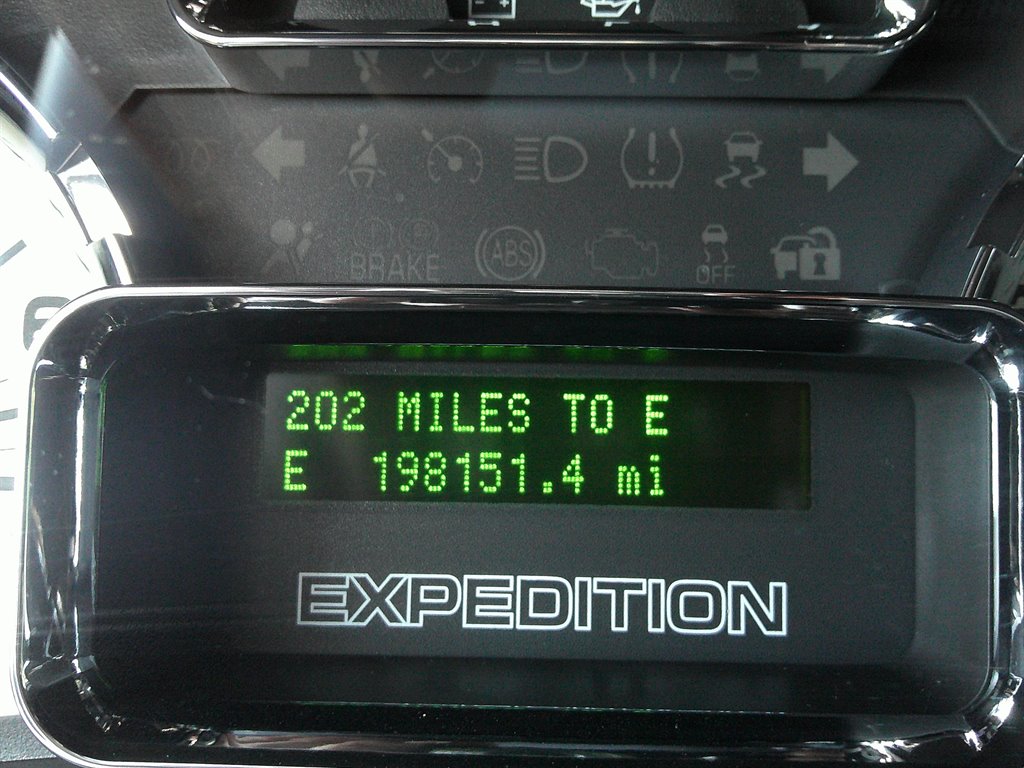 BRAKE
ABS
OFF
202 MILES TO E
E 198151.4 mi
EXPEDITION